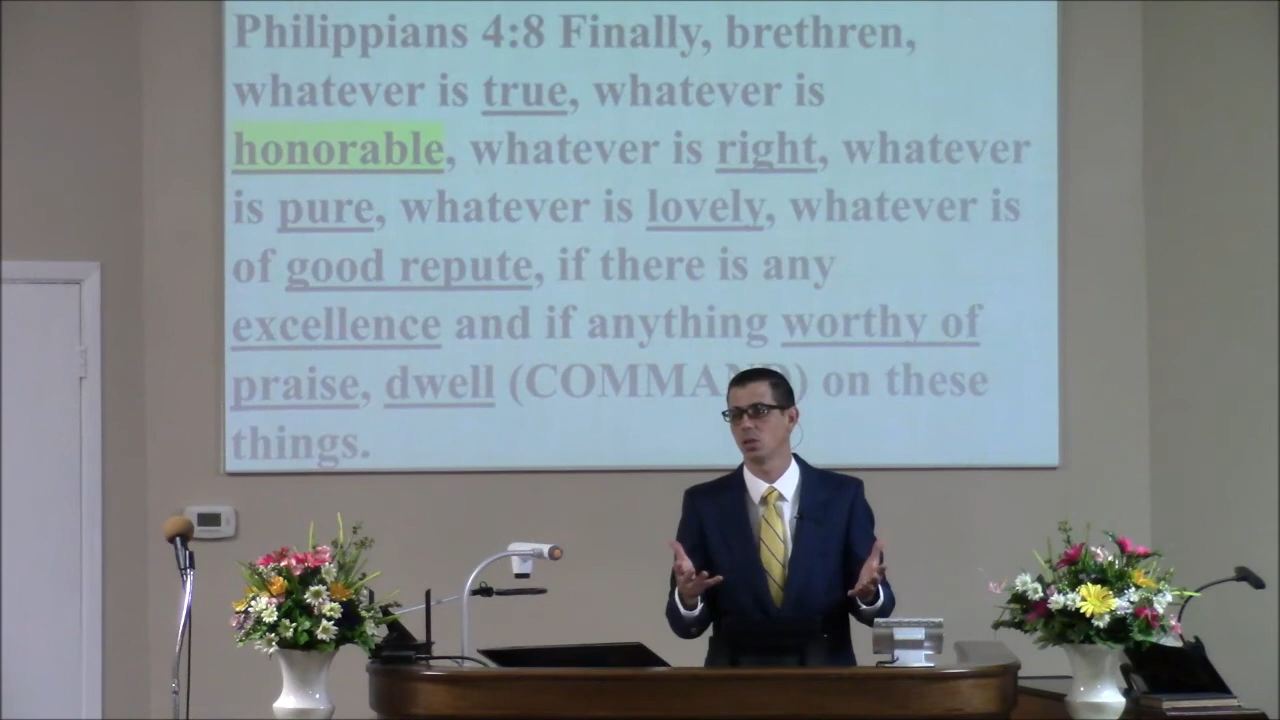 Philippians 4:8 Finally, brethren,
whatever is true, whatever is
honorable, whatever is right, whatever
is pure, whatever is lovely, whatever is
of good repute, if there is any
excellence and if anything worthy of
praise, dwell (COMMAND) on these
things.